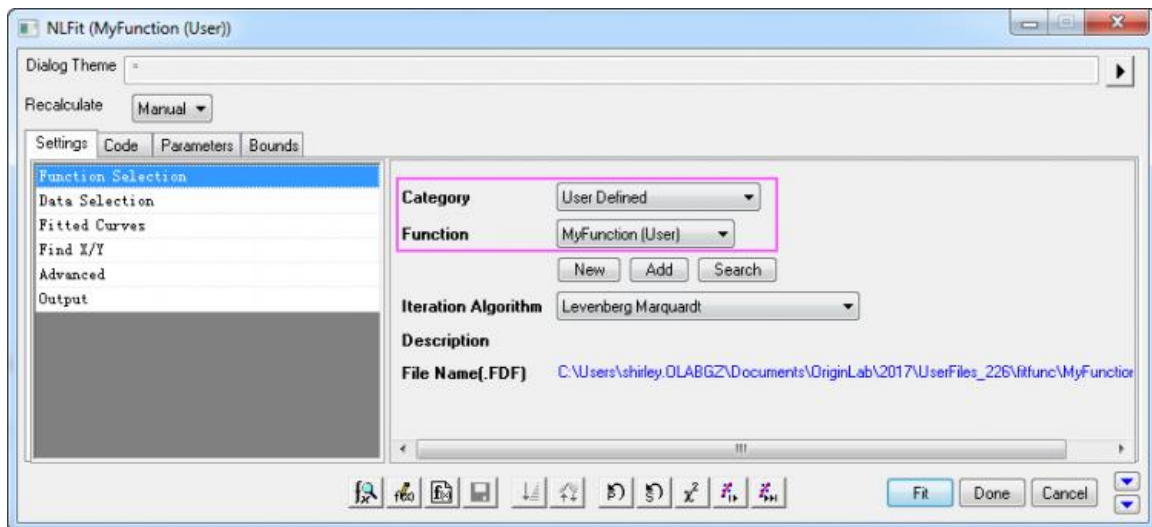 NLFit (MyFunction (User))
Dialog Theme *
Recalculate Manual
Settings Code Parameters Bounds
Function Selection
Data Selection
Fitted Curves
Find X/Y
Advanced
Output
Category User Defined
Function MyFunction (User)
New Add Search
Iteration Algorithm Levenberg Marquardt
Description
File Name(.FDF) C:\Users\shirley.OLABGZ\Documents\OriginLab\2017\UserFiles_226\fitfunc\MyFunction
Fit Done Cancel